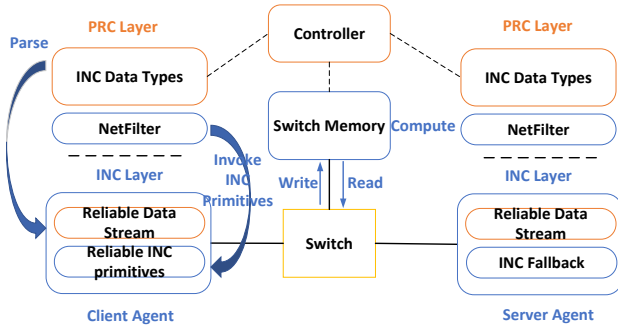 Parse
PRC Layer
INC Data Types
NetFilter
INC Layer
Invoke
INC
Primitives
Reliable Data
Stream
Reliable INC
primitives
Client Agent
Controller
Switch Memory
Compute
Write
Read
Switch
PRC Layer
INC Data Types
NetFilter
INC Layer
Reliable Data
Stream
INC Fallback
Server Agent